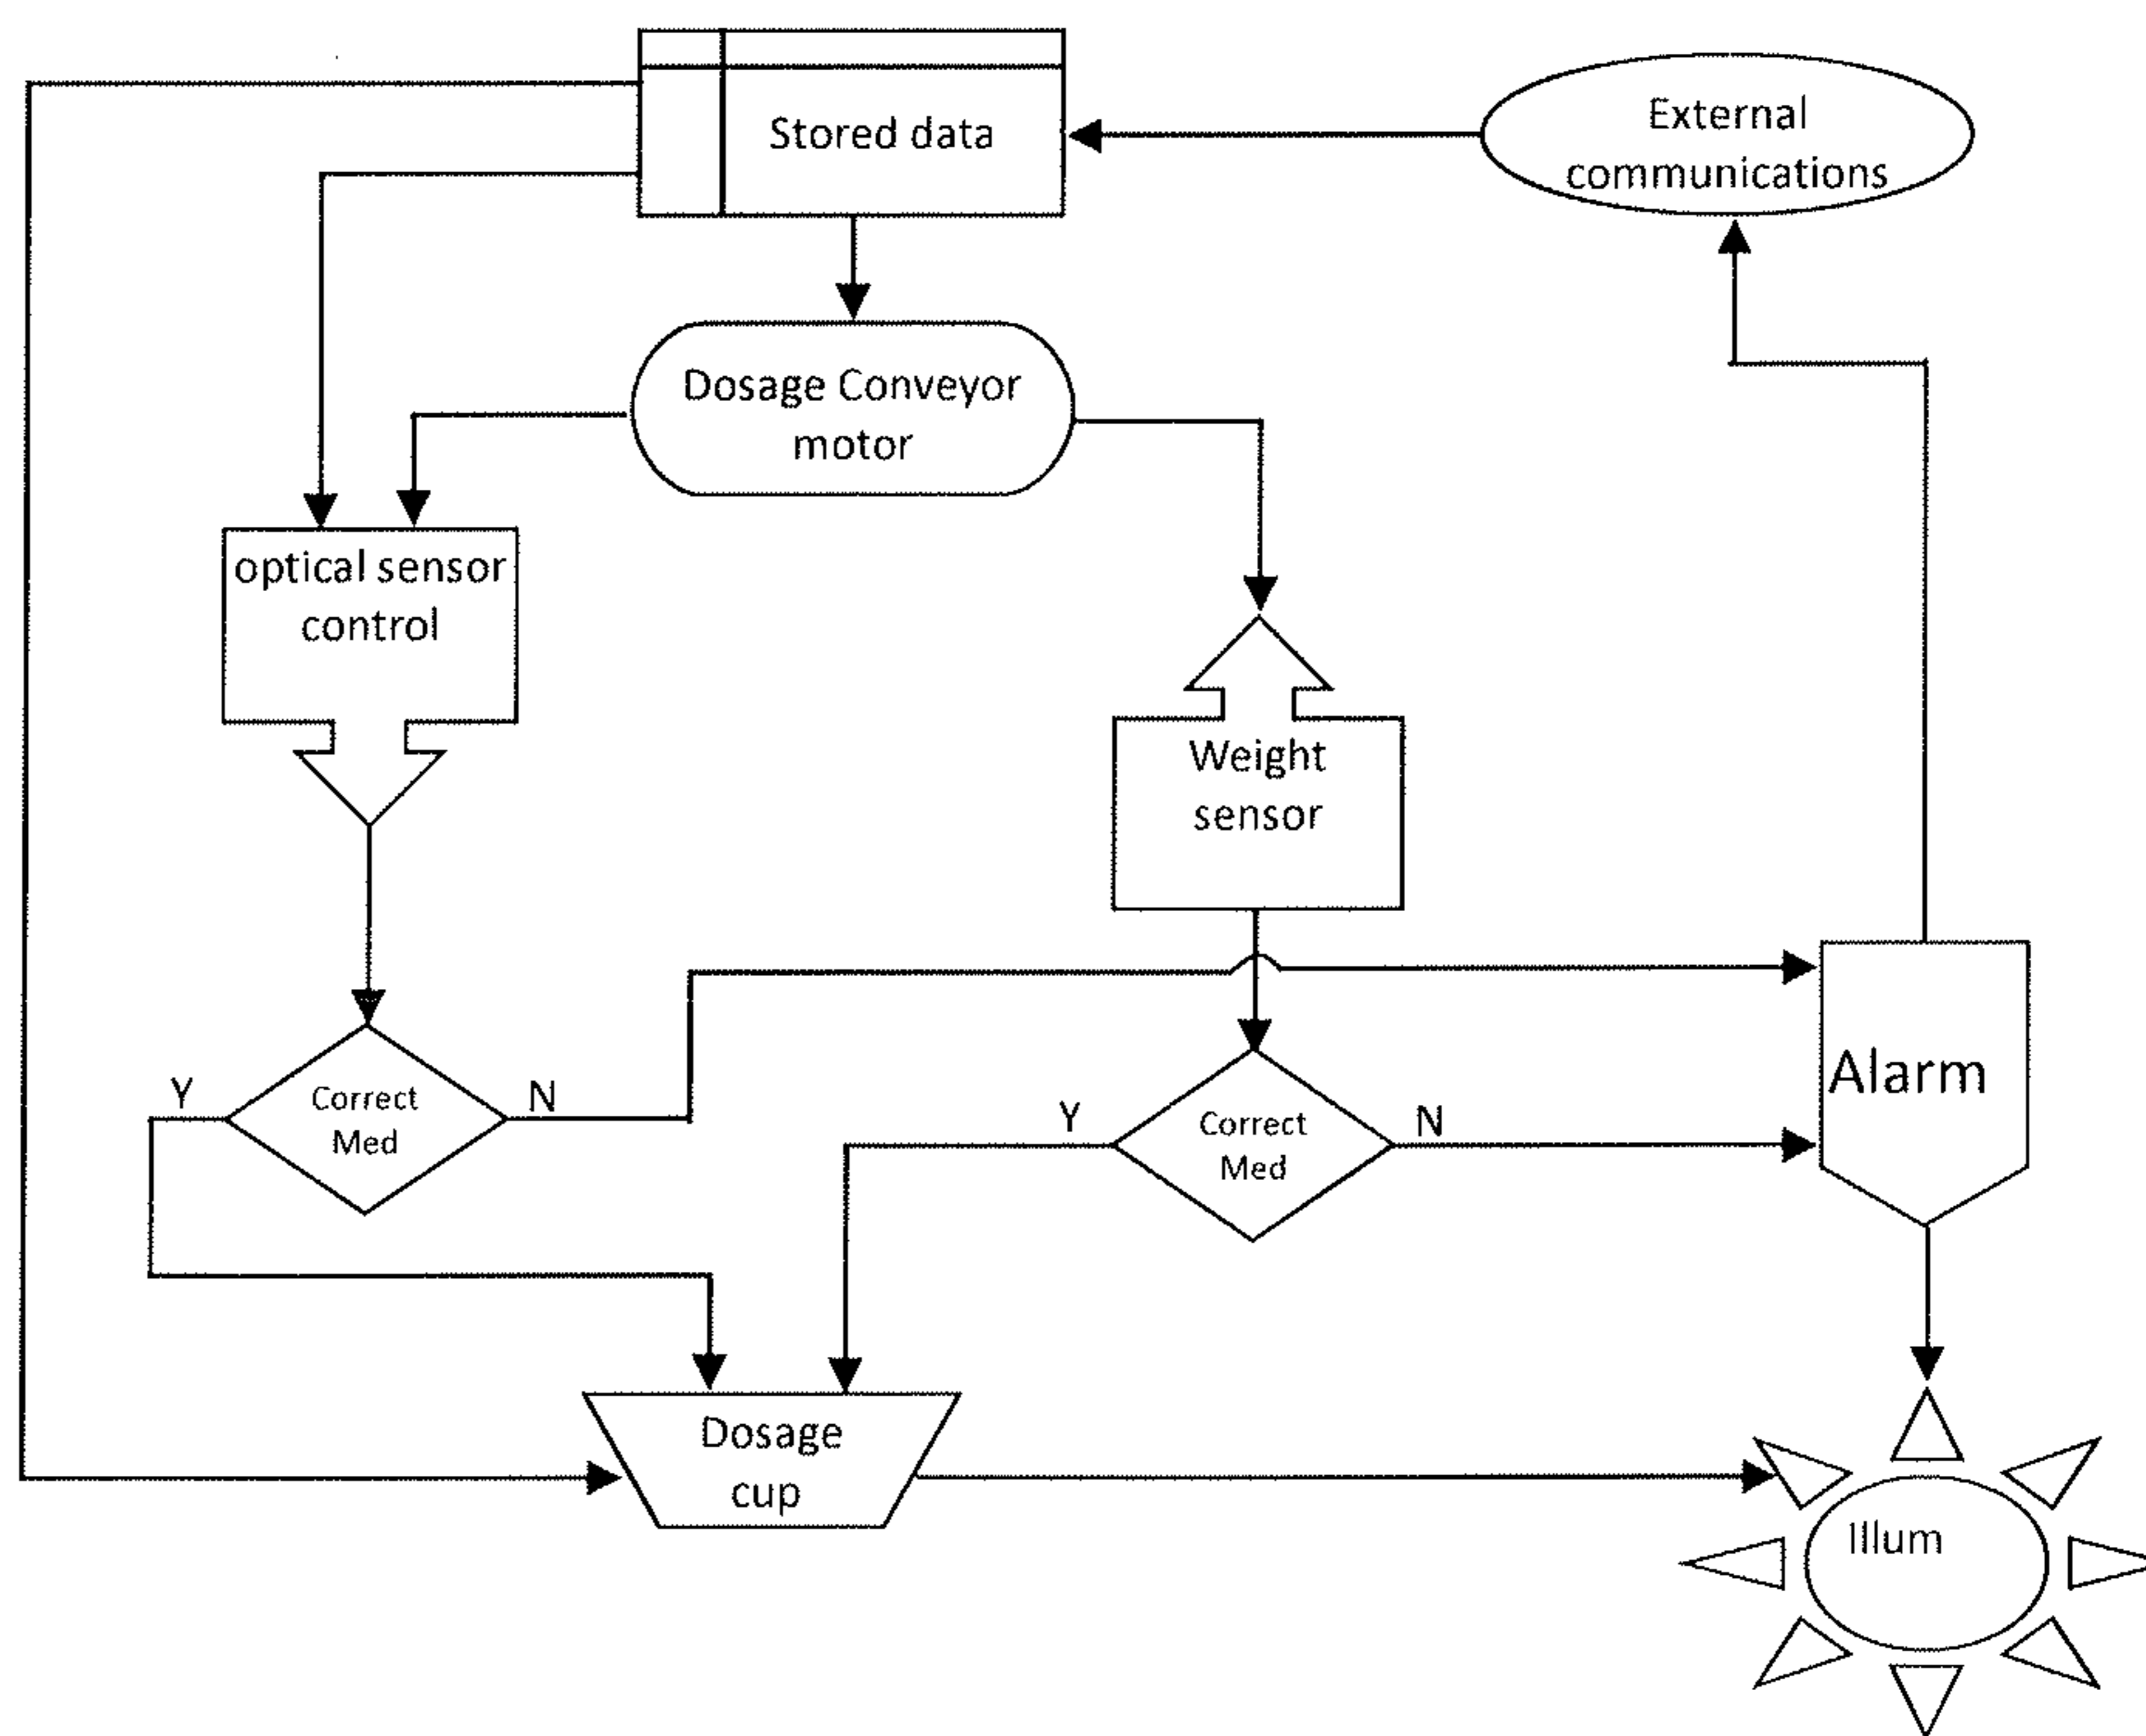 Stored data
External
communications
Dosage Conveyor
motor
optical sensor
control
Weight
sensor
Y
Correct
Med
N
Y
Correct
Med
N
Alarm
Dosage
cup
Illum